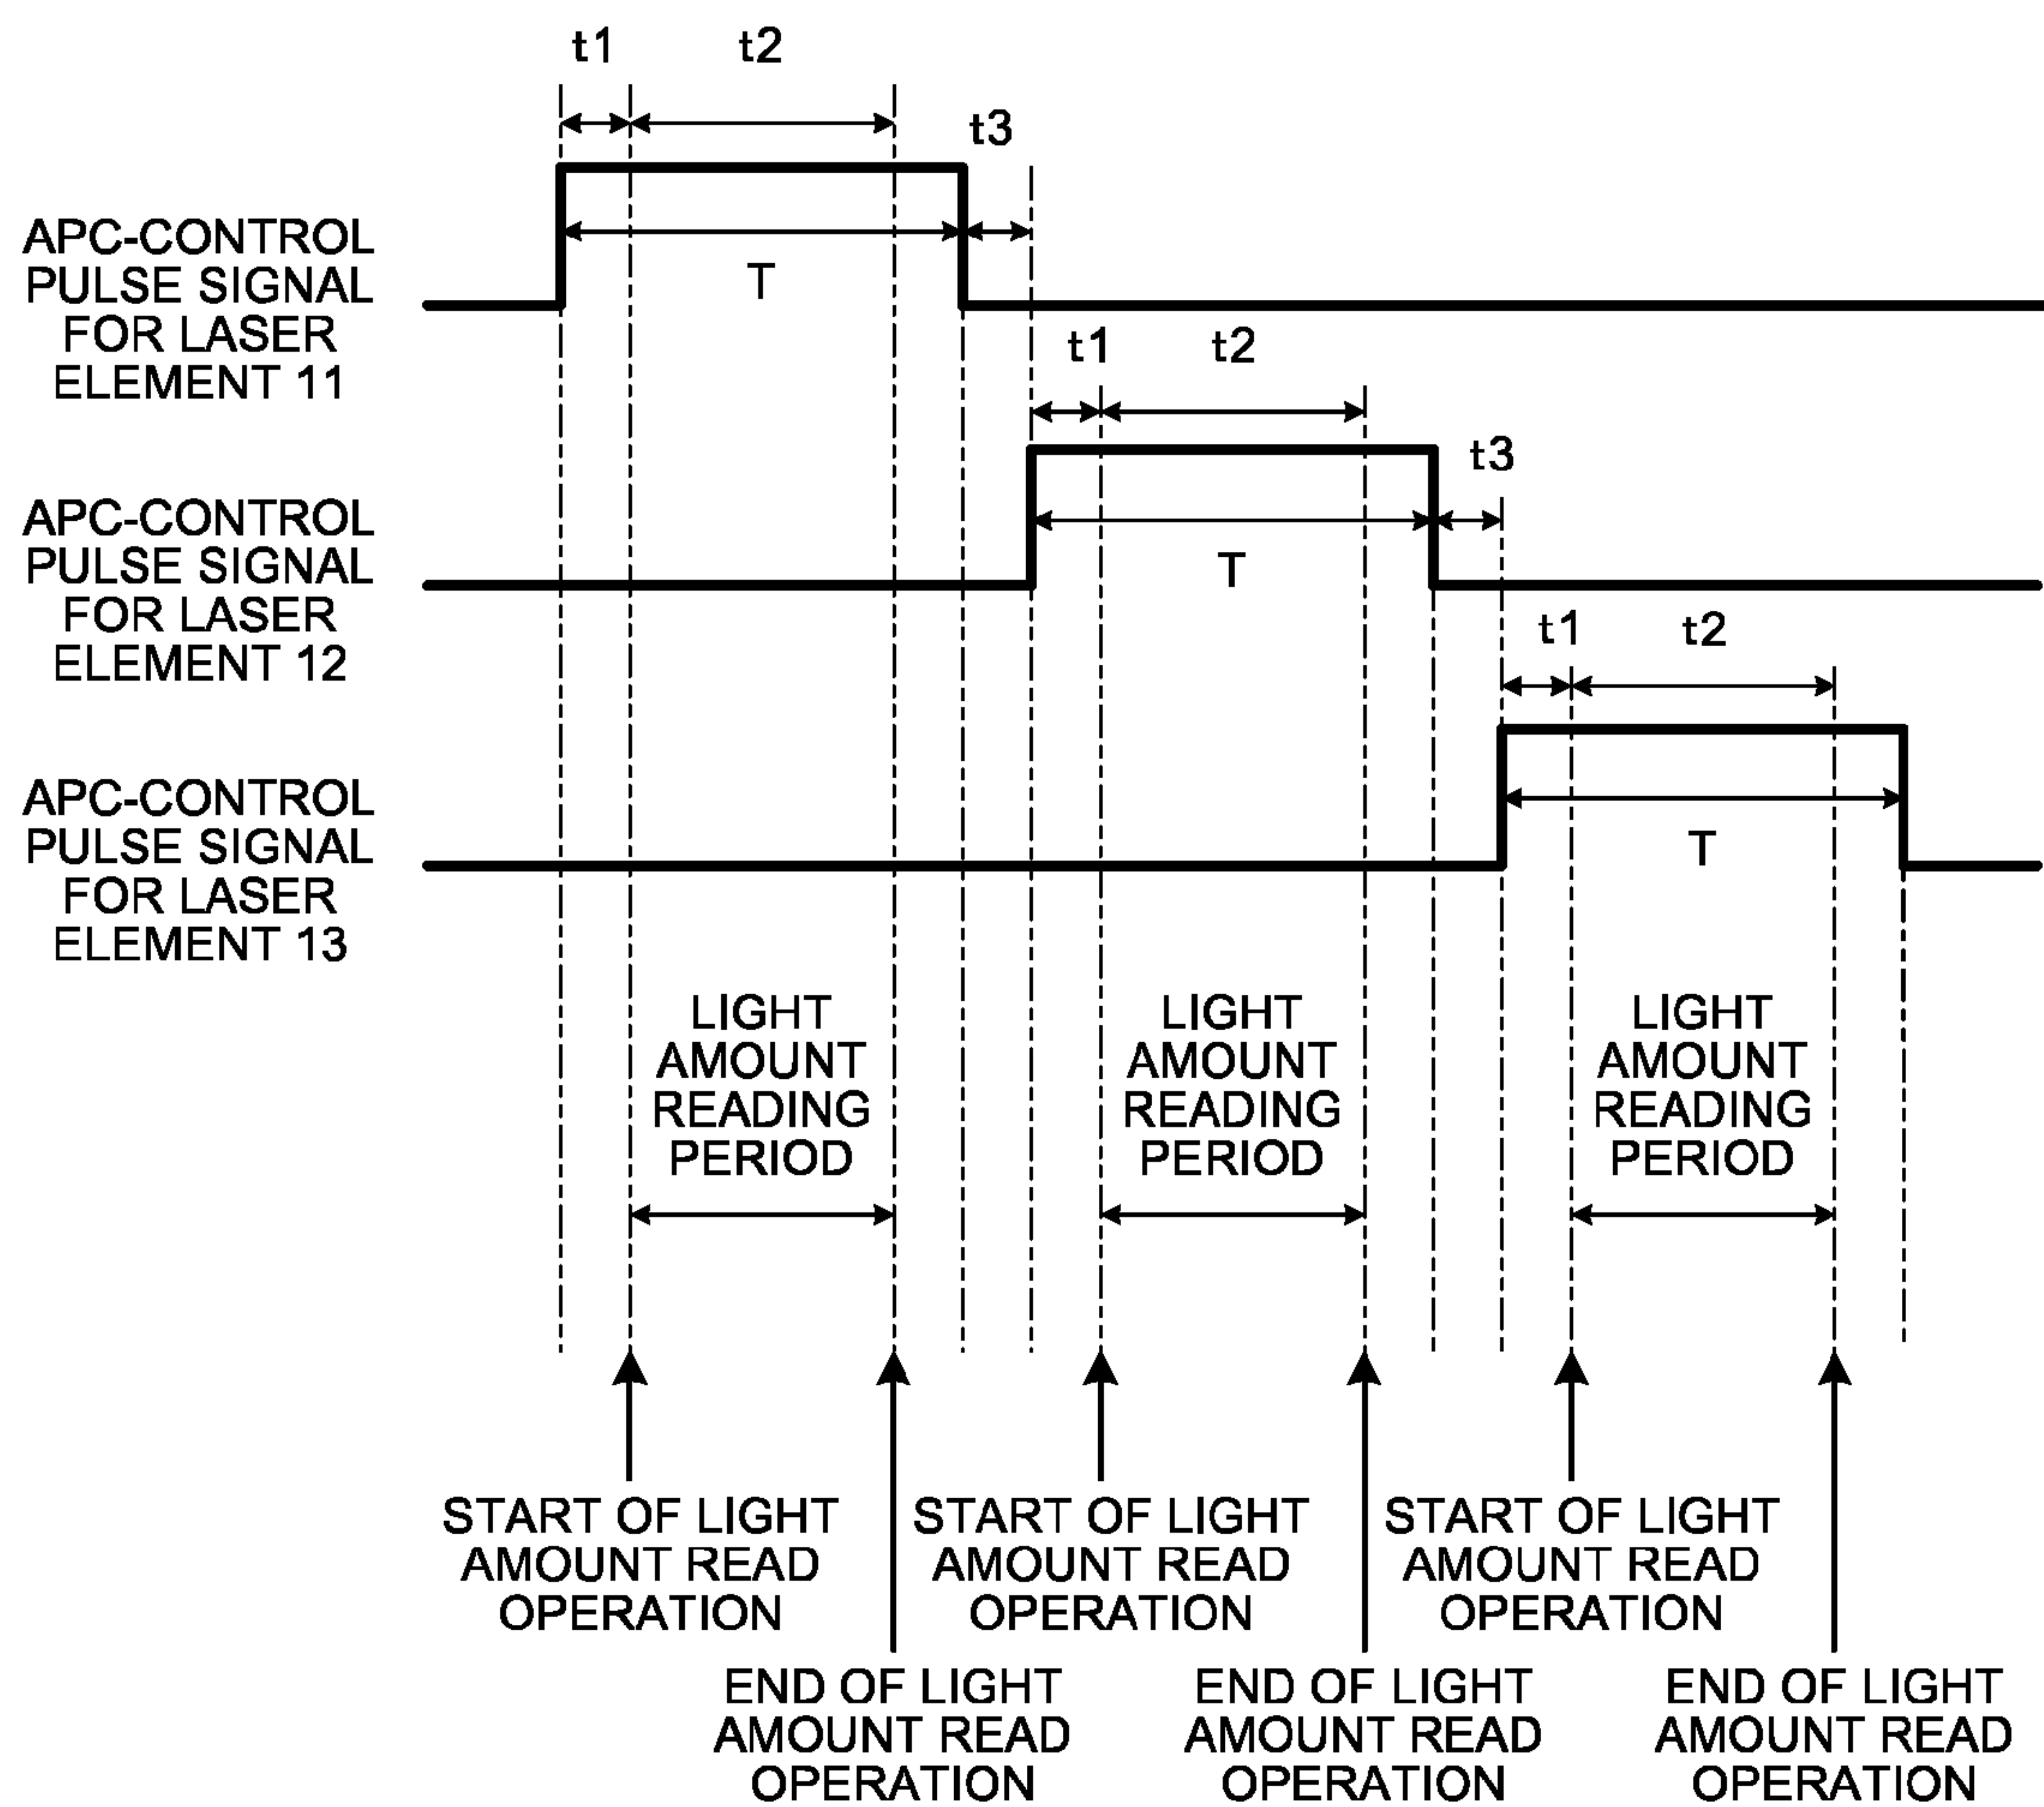 t1
t2
t3
APC-CONTROL
PULSE SIGNAL
FOR LASER
ELEMENT 11
T
t1
t2
t3
APC-CONTROL
PULSE SIGNAL
FOR LASER
ELEMENT 12
T
t1
t2
APC-CONTROL
PULSE SIGNAL
FOR LASER
ELEMENT 13
T
LIGHT
AMOUNT
READING
PERIOD
LIGHT
AMOUNT
READING
PERIOD
LIGHT
AMOUNT
READING
PERIOD
START OF LIGHT
AMOUNT READ
OPERATION
START OF LIGHT
AMOUNT READ
OPERATION
START OF LIGHT
AMOUNT READ
OPERATION
END OF LIGHT
AMOUNT READ
OPERATION
END OF LIGHT
AMOUNT READ
OPERATION
END OF LIGHT
AMOUNT READ
OPERATION